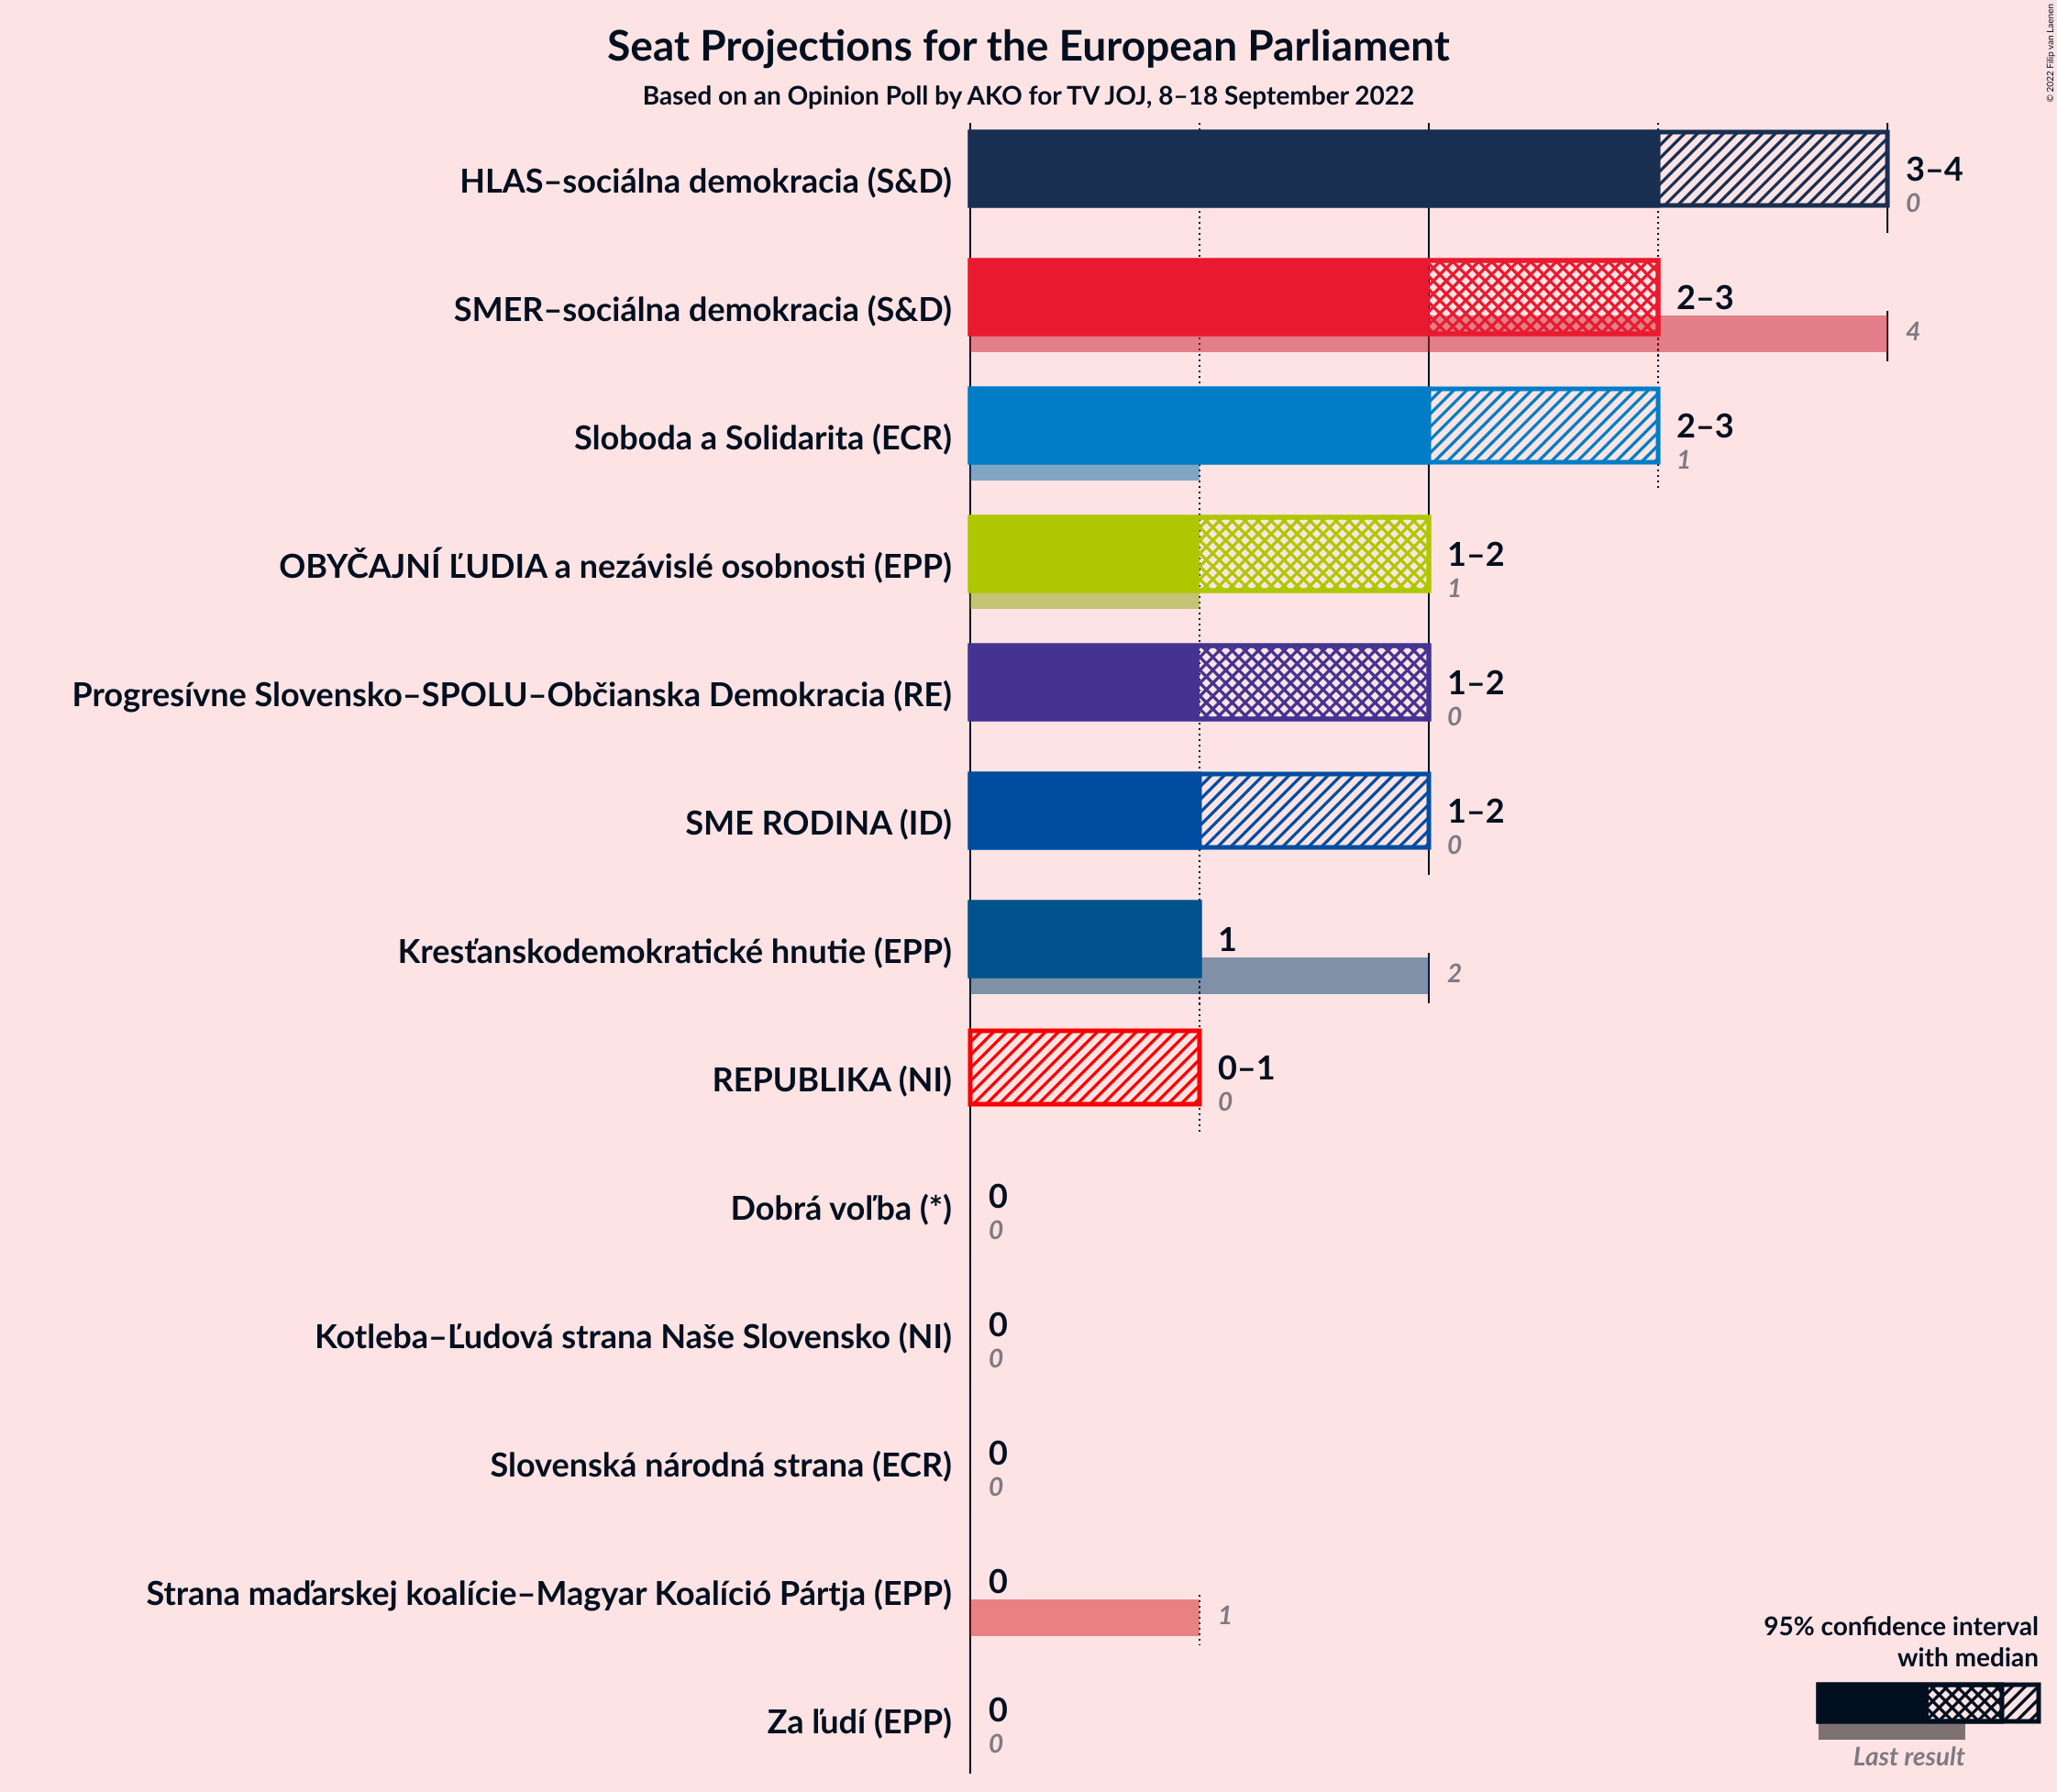 Seat Projections for the European Parliament
Based on an Opinion Poll by AKO for TV JOJ, 8–18 September 2022
© 2022 Filip van Laenen
HLAS–sociálna demokracia (S&D)
3–4
0
SMER–sociálna demokracia (S&D)
2–3
4
Sloboda a Solidarita (ECR)
2–3
1
OBYČAJNÍ ĽUDIA a nezávislé osobnosti (EPP)
1–2
1
Progresívne Slovensko–SPOLU–Občianska Demokracia (RE)
1–2
0
SME RODINA (ID)
1–2
0
Kresťanskodemokratické hnutie (EPP)
1
2
REPUBLIKA (NI)
0–1
0
Dobrá voľba (*)
0
0
Kotleba–Ľudová strana Naše Slovensko (NI)
0
0
Slovenská národná strana (ECR)
0
0
Strana maďarskej koalície–Magyar Koalíció Pártja (EPP)
0
1
Za ľudí (EPP)
0
0
95% confidence interval
with median
Last result